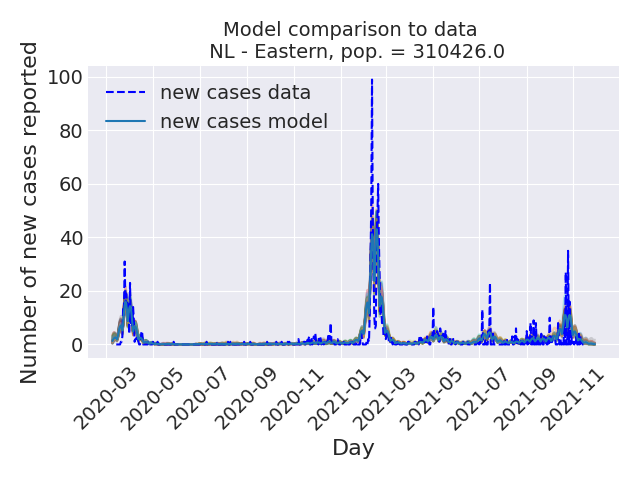 Model comparison to data
NL - Eastern, pop. = 310426.0
Number of new cases reported
100
80
60
40
20
0
new cases data
new cases model
2020-03
2020-05
2020-07
2020-09
2020-11
2021-01
2021-03
2021-05
2021-07
2021-09
2021-11
Day